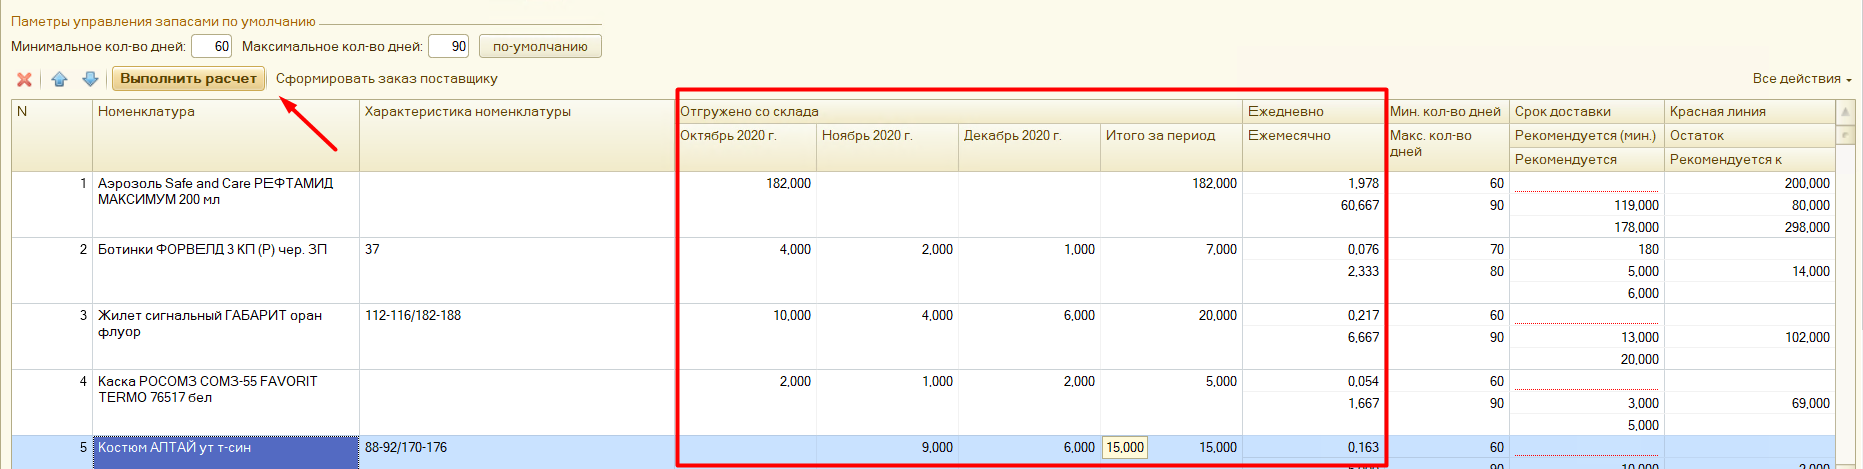 Паметры управления запасами по умолчанию
Минимальное кол-во дней: 60 Максимальное кол-во дней: 90 по-умолчанию
Выполнить расчет Сформировать заказ поставщику Все действия
N Номенклатура Характеристика номенклатуры Отгружено со склада Ежедневно Мин. кол-во дней Срок доставки Красная линия
Октябрь 2020 г. Ноябрь 2020 г. Декабрь 2020 г. Итого за период Ежемесячно Макс. кол-во дней Рекомендуется (мин.) Остаток
Рекомендуется Рекомендуется к
1 Аэрозоль Safe and Care РЕФТАМИД 182,000 182,000 1,978 60 200,000
МАКСИМУМ 200 мл 60,667 90 119,000 80,000
178,000 298,000
2 Ботинки ФОРВЕЛД 3 КП (Р) чер. ЗП 37 4,000 2,000 1,000 7,000 0,076 70 180
2,333 80 5,000 14,000
6,000
3 Жилет сигнальный ГАБАРИТ оран 112-116/182-188 10,000 4,000 6,000 20,000 0,217 60
флуор 6,667 90 13,000 102,000
20,000
4 Каска РОСОМЗ СОМЗ-55 FAVORIT 2,000 1,000 2,000 5,000 0,054 60
TERMO 76517 бел 1,667 90 3,000 69,000
5,000
5 Костюм АЛТАЙ ут т-син 88-92/170-176 9,000 6,000 15,000 15,000 0,163 60